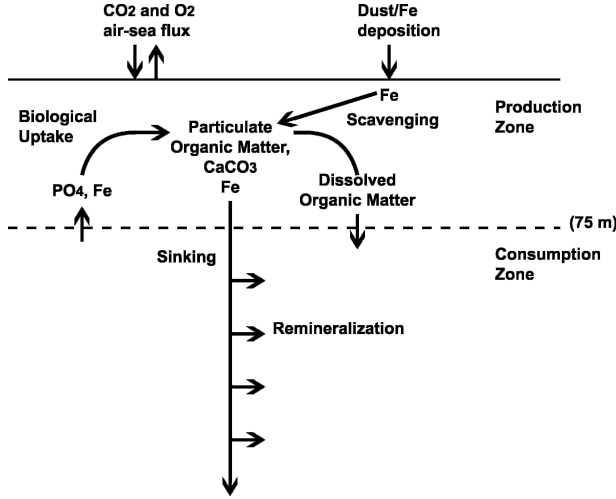 CO2 and O2
air-sea flux
Dust/Fe
deposition
Fe
Scavenging
Production
Zone
Biological
Uptake
Particulate
Organic Matter,
CaCO3
Fe
PO4, Fe
Dissolved
Organic Matter
(75 m)
Consumption
Zone
Sinking
Remineralization